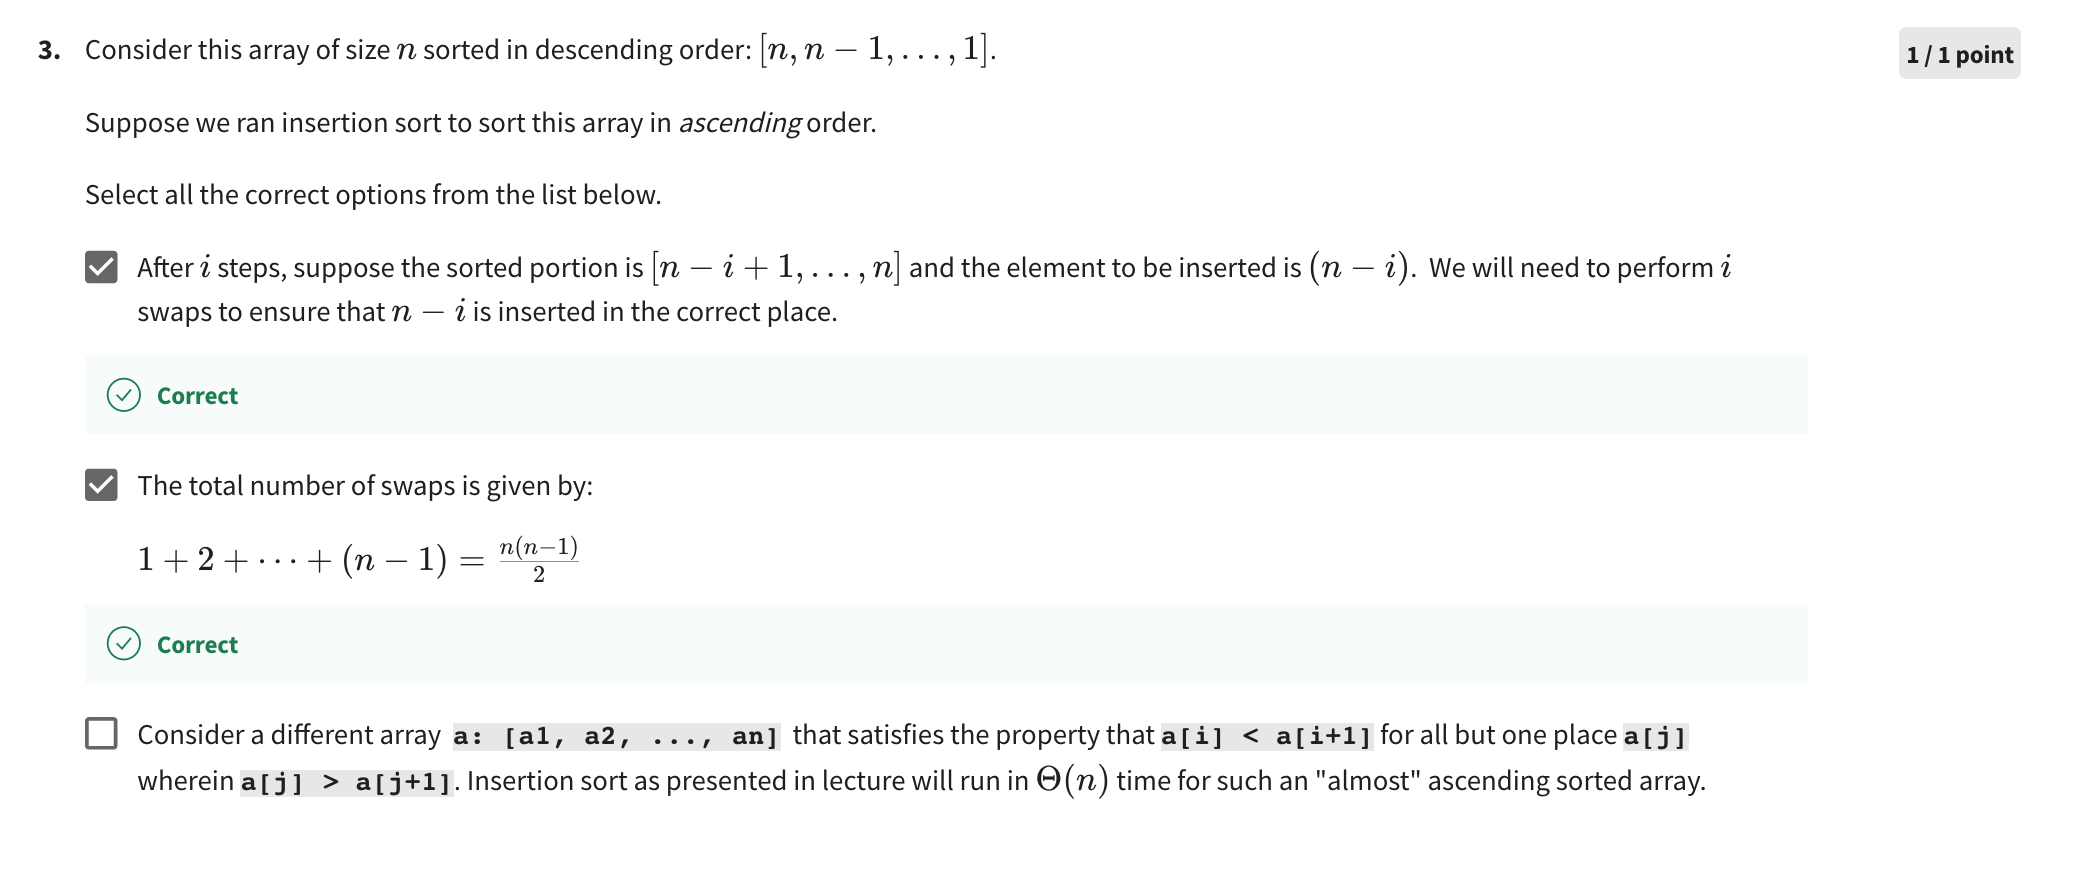 3. Consider this array of size n sorted in descending order: [n, n − 1, . . . , 1].
1 / 1 point
Suppose we ran insertion sort to sort this array in ascending order.
Select all the correct options from the list below.
After i steps, suppose the sorted portion is [n − i + 1, . . . , n] and the element to be inserted is (n − i). We will need to perform i
swaps to ensure that n − i is inserted in the correct place.
Correct
The total number of swaps is given by:
1 + 2 + · · · + (n − 1) = n(n−1)/2
Correct
Consider a different array a: [a1, a2, ..., an] that satisfies the property that a[i] < a[i+1] for all but one place a[j]
wherein a[j] > a[j+1]. Insertion sort as presented in lecture will run in Θ(n) time for such an "almost" ascending sorted array.